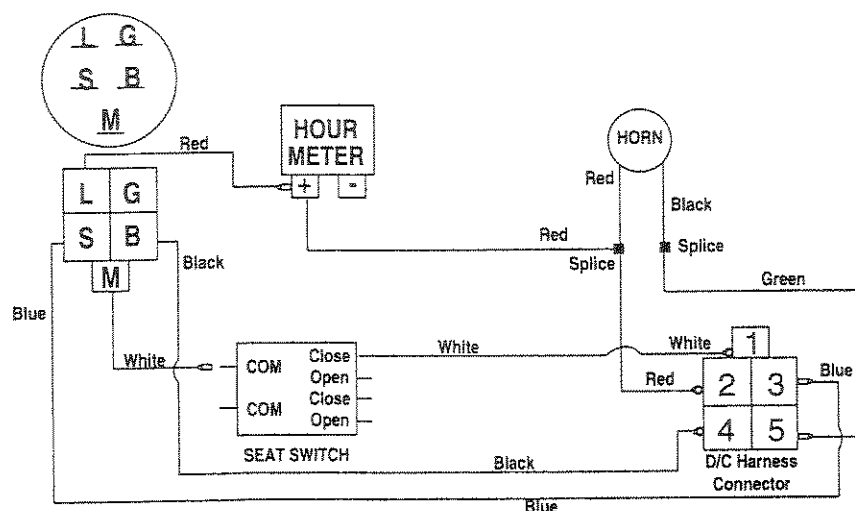 L G
S B
M
Red
HOUR
METER
+ -
HORN
Red
Black
L G
S B
M
Black
Red
Splice
Splice
Green
Blue
White
COM
Close
Open
COM
Close
Open
SEAT SWITCH
White
White
1
2 3
4 5
Red
Blue
D/C Harness
Connector
Black
Blue